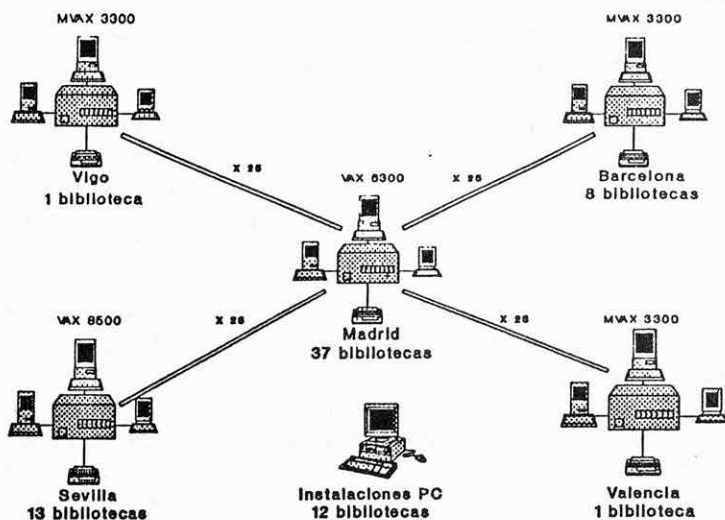 MVAX 3300
MVAX 3300
Vigo
1 biblioteca
X 25
VAX 6300
X 25
Barcelona
8 bibliotecas
VAX 8500
X 25
Madrid
37 bibliotecas
X 25
MVAX 3300
Sevilla
13 bibliotecas
Instalaciones PC
12 bibliotecas
Valencia
1 biblioteca